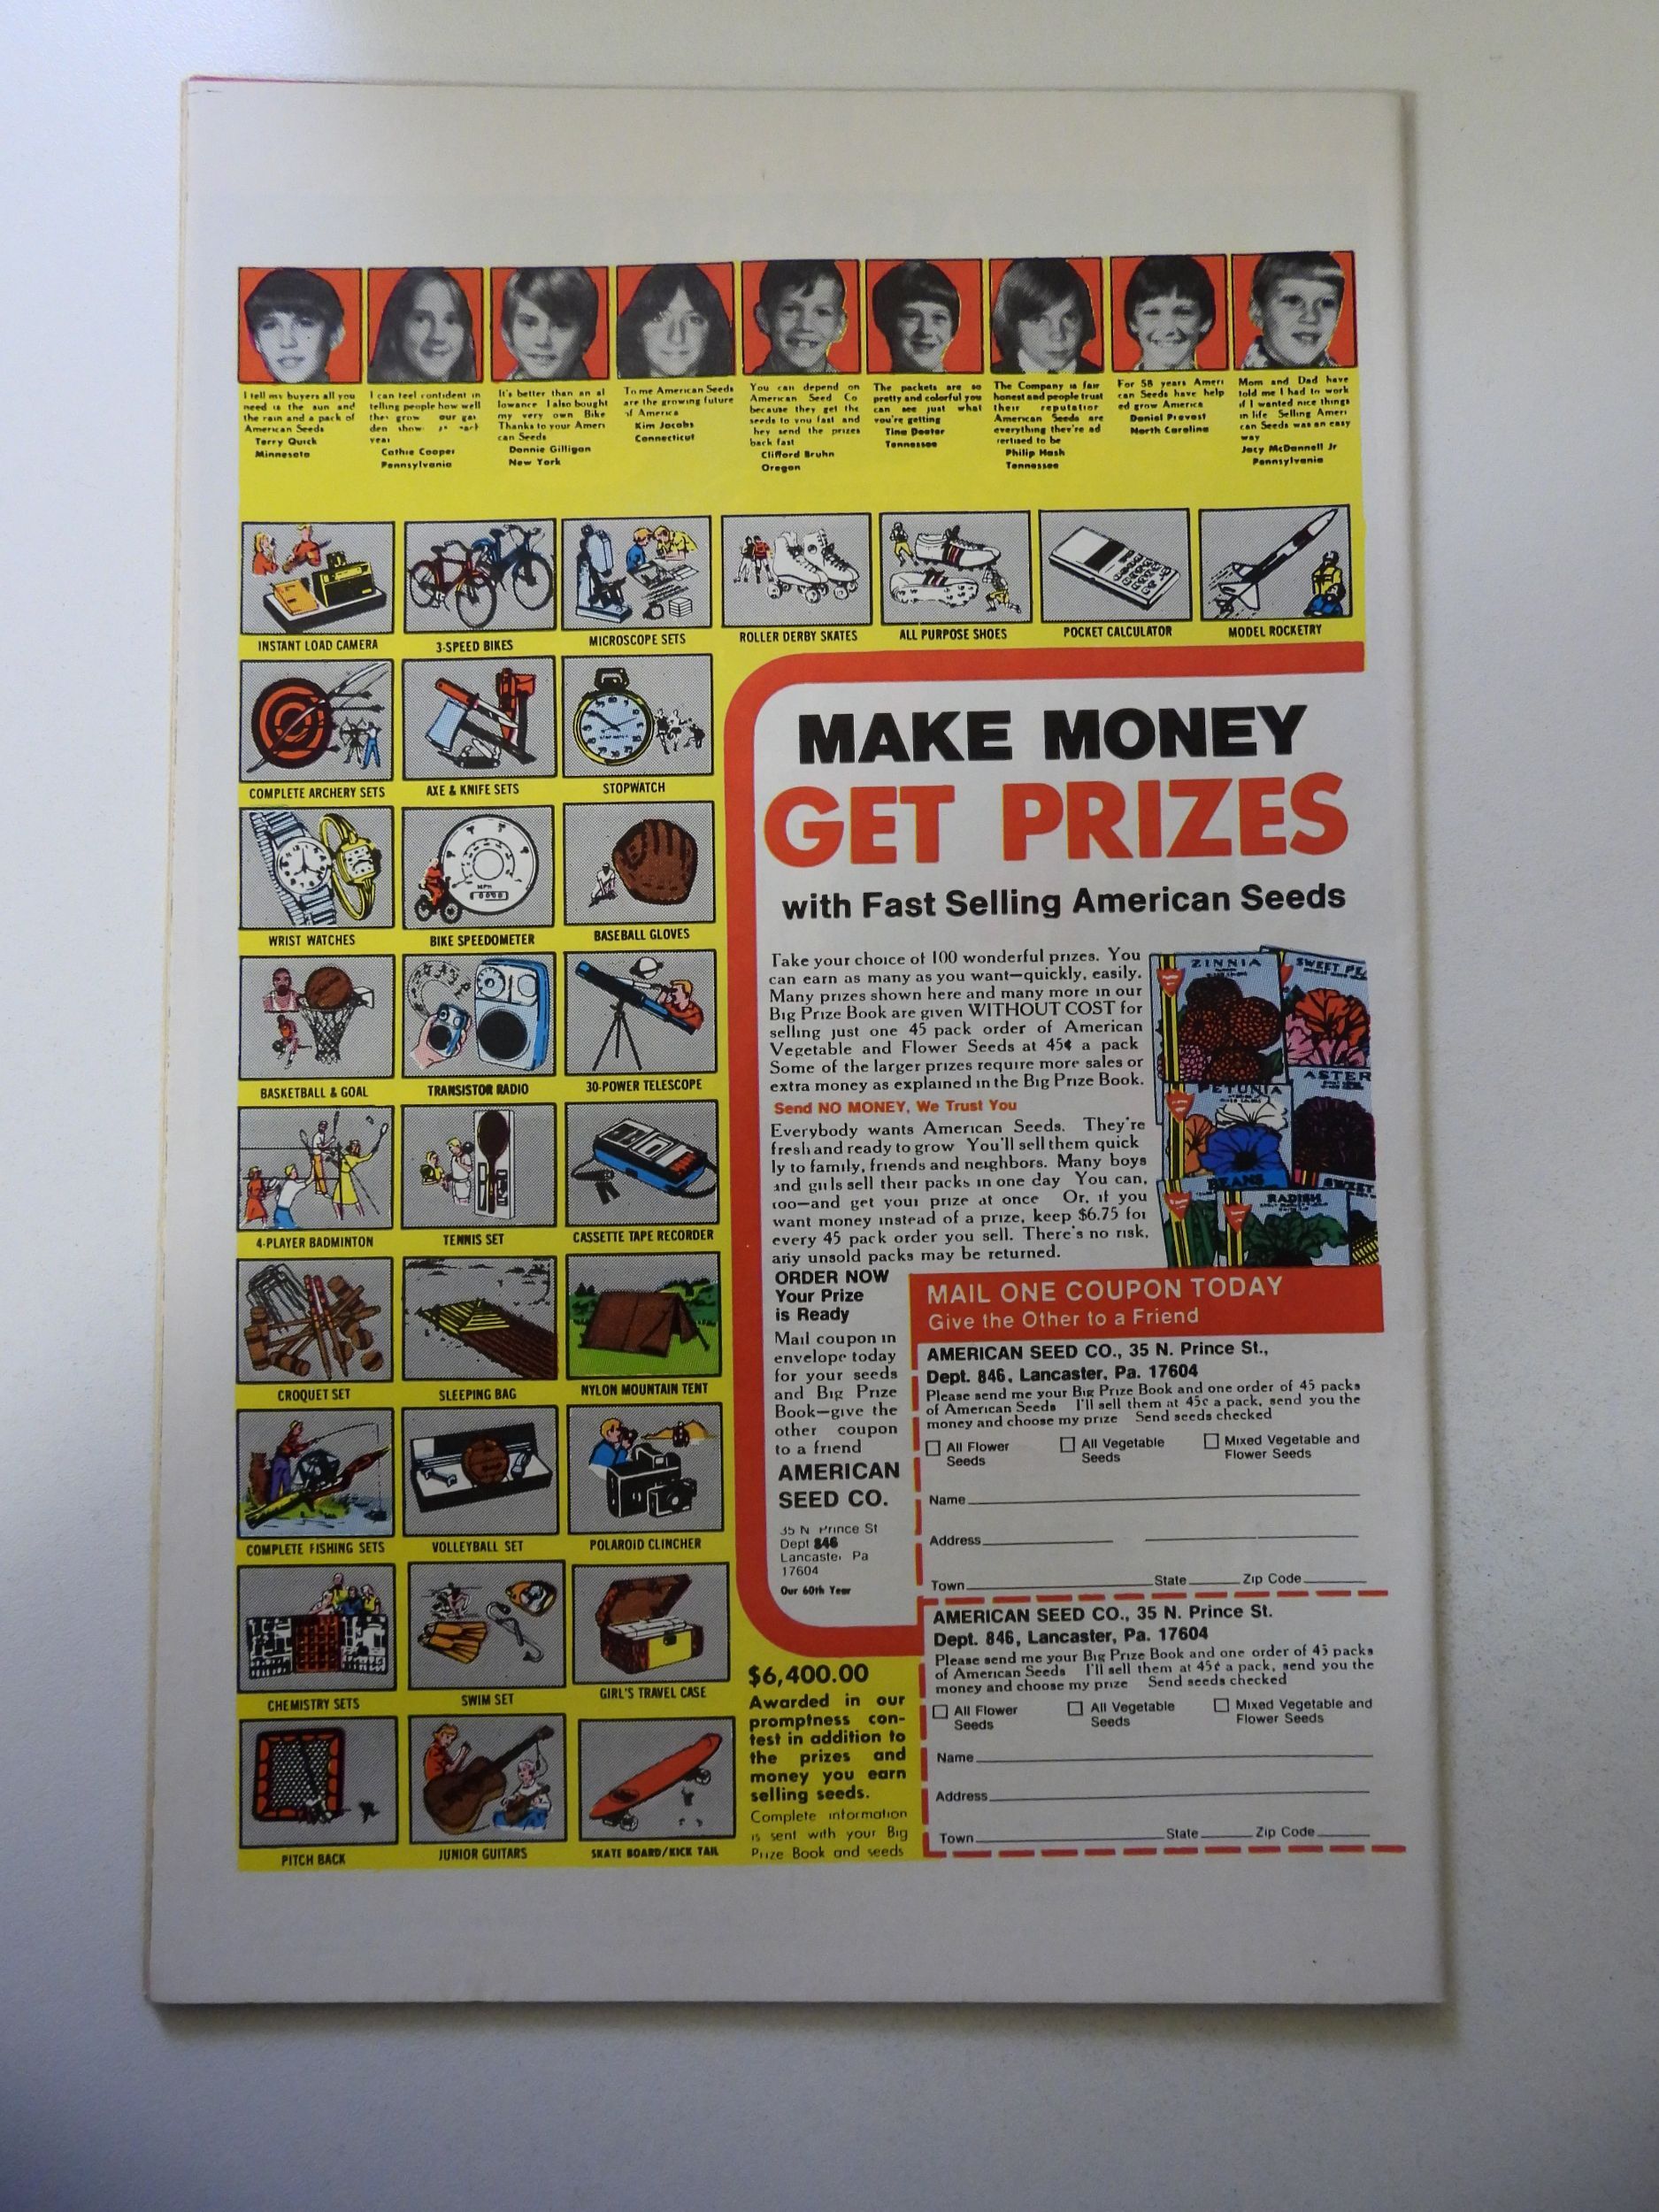 I tell my buyers all you
need is the sun and
the rain and a pack of
American Seeds
Terry Quick
Minnesota
I can feel confident in
telling people how well
they grow our gar
den show
year
Cathie Cooper
Pennsylvania
It's better than an al
lowance I also bought
my very own Bike
Thanks to your Ameri
can Seeds
Donnie Gilligan
New York
To me American Seeds
are the growing future
of America
Kim Jacobs
Connecticut
You can depend on
American Seed Co
because they get the
seeds to you fast and
they send the prizes
back fast
Clifford Bruhn
Oregon
The packets are so
pretty and colorful you
can see just what
you're getting
Tina Deater
Tennessee
The Company is fair
honest and people trust
their reputation
American Seeds are
everything they're ad
vertised to be
Philip Hash
Tennessee
For 58 years Ameri
can Seeds have help
ed grow America
Daniel Prevost
North Carolina
Mom and Dad have
told me I had to work
if I wanted nice things
in life Selling Ameri
can Seeds was an easy
way
Jacy McDonnell Jr
Pennsylvania
INSTANT LOAD CAMERA
3-SPEED BIKES
MICROSCOPE SETS
ROLLER DERBY SKATES
ALL PURPOSE SHOES
POCKET CALCULATOR
MODEL ROCKETRY
COMPLETE ARCHERY SETS
AXE & KNIFE SETS
STOPWATCH
WRIST WATCHES
BIKE SPEEDOMETER
BASEBALL GLOVES
BASKETBALL & GOAL
TRANSISTOR RADIO
30-POWER TELESCOPE
4-PLAYER BADMINTON
TENNIS SET
CASSETTE TAPE RECORDER
CROQUET SET
SLEEPING BAG
NYLON MOUNTAIN TENT
COMPLETE FISHING SETS
VOLLEYBALL SET
POLAROID CLINCHER
CHEMISTRY SETS
SWIM SET
GIRL'S TRAVEL CASE
PITCH BACK
JUNIOR GUITARS
SKATE BOARD/KICK TAIL
MAKE MONEY
GET PRIZES
with Fast Selling American Seeds
Take your choice of 100 wonderful prizes. You
can earn as many as you want—quickly, easily.
Many prizes shown here and many more in our
Big Prize Book are given WITHOUT COST for
selling just one 45 pack order of American
Vegetable and Flower Seeds at 45¢ a pack
Some of the larger prizes require more sales or
extra money as explained in the Big Prize Book.
Send NO MONEY, We Trust You
Everybody wants American Seeds. They're
fresh and ready to grow You'll sell them quick
ly to family, friends and neighbors. Many boys
and girls sell their packs in one day You can,
too—and get your prize at once Or, if you
want money instead of a prize, keep $6.75 for
every 45 pack order you sell. There's no risk,
any unsold packs may be returned.
ZINNIA
SWEET PE
ASTER
PETUNIA
BEANS
RADISH
SWEET
ORDER NOW
Your Prize
is Ready
Mail coupon in
envelope today
for your seeds
and Big Prize
Book—give the
other coupon
to a friend
AMERICAN
SEED CO.
35 N Prince St
Dept 846
Lancaster Pa
17604
Our 60th Year
MAIL ONE COUPON TODAY
Give the Other to a Friend
AMERICAN SEED CO., 35 N. Prince St.,
Dept. 846, Lancaster, Pa. 17604
Please send me your Big Prize Book and one order of 45 packs
of American Seeds I'll sell them at 45¢ a pack, send you the
money and choose my prize Send seeds checked
All Flower
Seeds
All Vegetable
Seeds
Mixed Vegetable and
Flower Seeds
Name
Address
Town State Zip Code
AMERICAN SEED CO., 35 N. Prince St.
Dept. 846, Lancaster, Pa. 17604
Please send me your Big Prize Book and one order of 45 packs
of American Seeds I'll sell them at 45¢ a pack, send you the
money and choose my prize Send seeds checked
All Flower
Seeds
All Vegetable
Seeds
Mixed Vegetable and
Flower Seeds
Name
Address
Town State Zip Code
$6,400.00
Awarded in our
promptness con-
test in addition to
the prizes and
money you earn
selling seeds.
Complete information
is sent with your Big
Prize Book and seeds